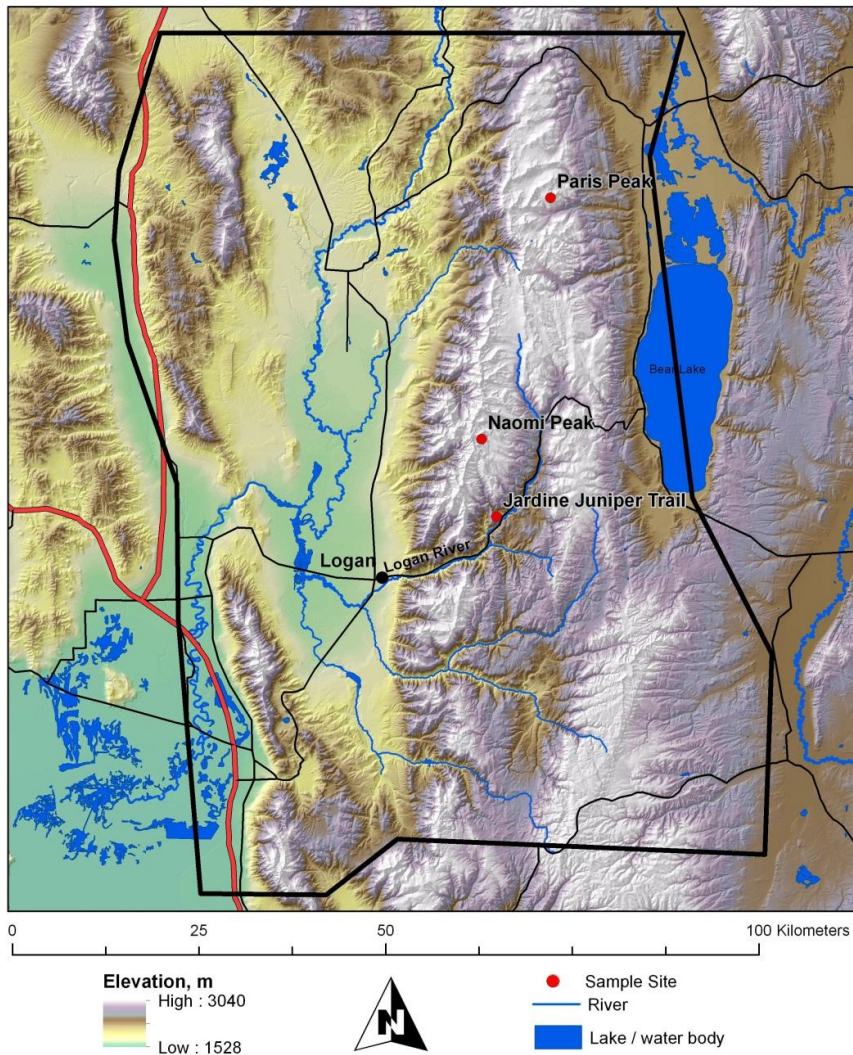 Paris Peak
Bear Lake
Naomi Peak
Jardine Juniper Trail
Logan
Logan River
0 25 50 100 Kilometers
Elevation, m
High : 3040
Low : 1528
N
Sample Site
River
Lake / water body